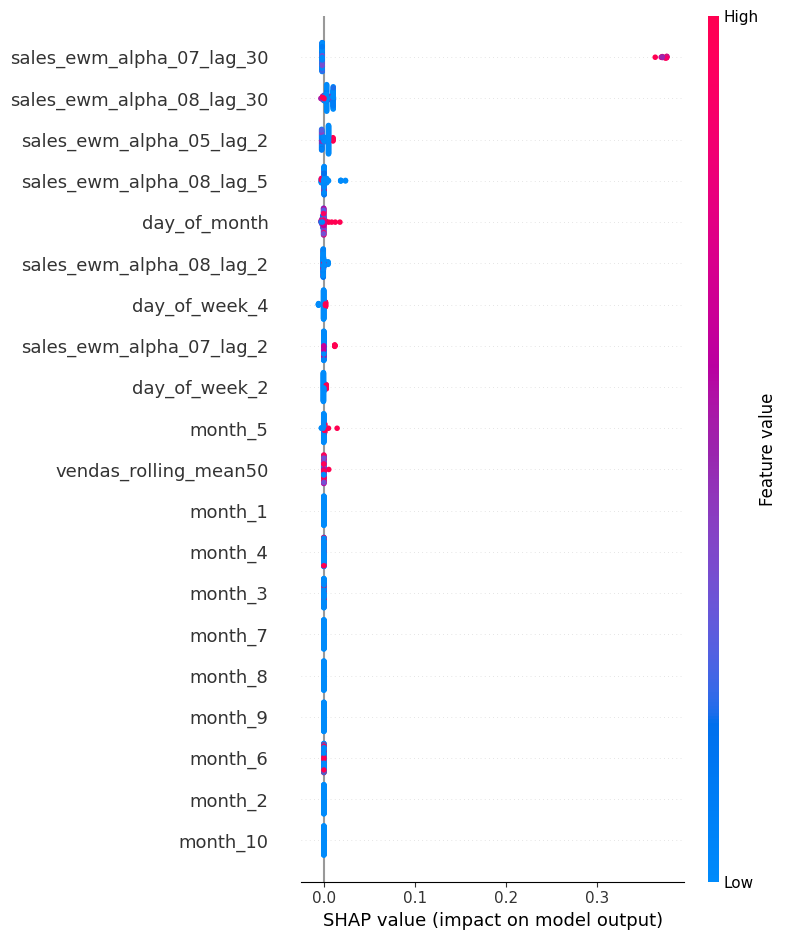 High
sales_ewm_alpha_07_lag_30
sales_ewm_alpha_08_lag_30
sales_ewm_alpha_05_lag_2
sales_ewm_alpha_08_lag_5
day_of_month
sales_ewm_alpha_08_lag_2
day_of_week_4
sales_ewm_alpha_07_lag_2
day_of_week_2
month_5
vendas_rolling_mean50
month_1
month_4
month_3
month_7
month_8
month_9
month_6
month_2
month_10
Feature value
Low
0.0 0.1 0.2 0.3
SHAP value (impact on model output)